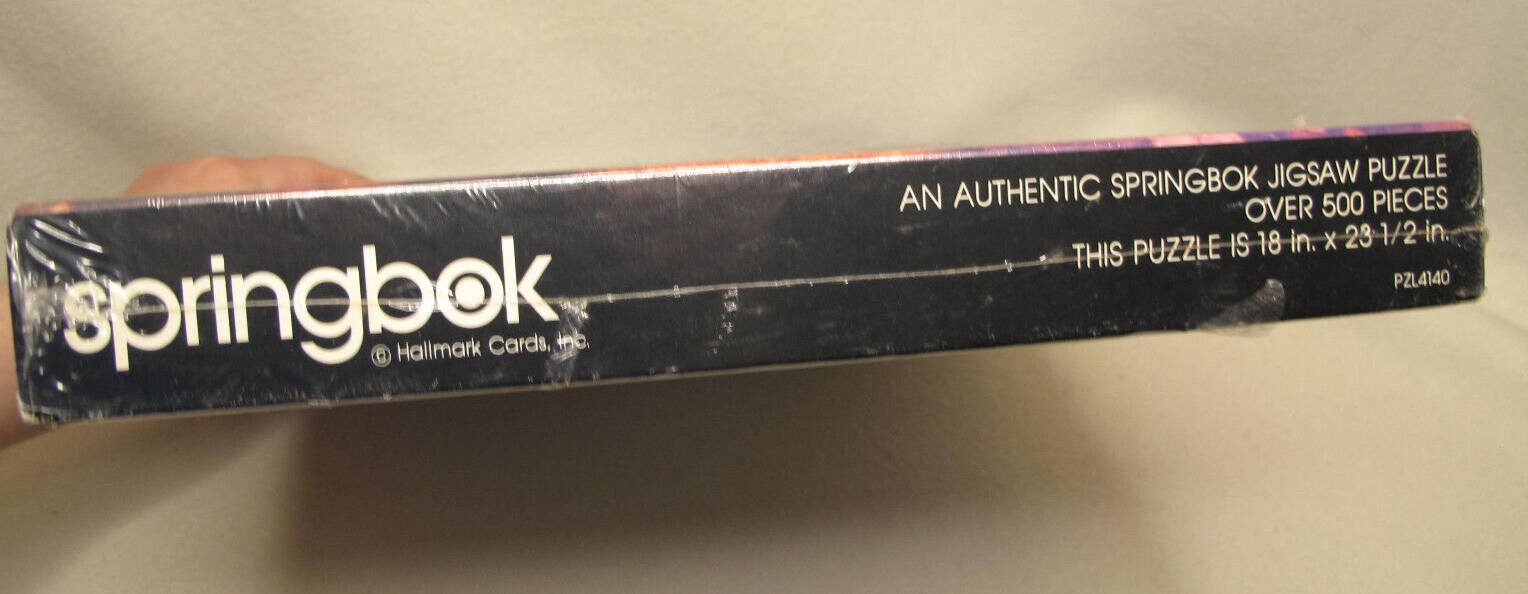 springbok
© Hallmark Cards, Inc.
AN AUTHENTIC SPRINGBOK JIGSAW PUZZLE
OVER 500 PIECES
THIS PUZZLE IS 18 in. x 23 1/2 in.
PZL4140